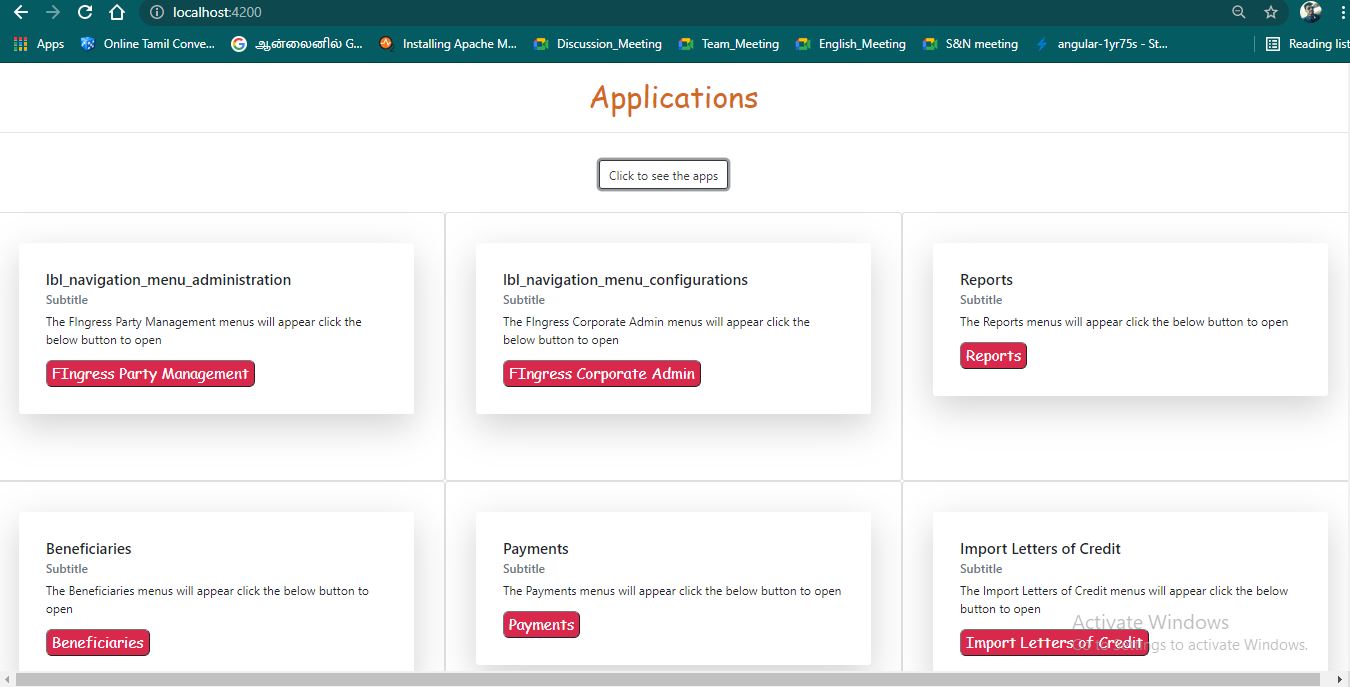 localhost:4200
Apps Online Tamil Conve... ஆன்லைனில் G... Installing Apache M... Discussion_Meeting Team_Meeting English_Meeting S&N meeting angular-1yr75s - St... Reading list
Applications
Click to see the apps
lbl_navigation_menu_administration
Subtitle
The FIngress Party Management menus will appear click the
below button to open
FIngress Party Management
lbl_navigation_menu_configurations
Subtitle
The FIngress Corporate Admin menus will appear click the
below button to open
FIngress Corporate Admin
Reports
Subtitle
The Reports menus will appear click the below button to open
Reports
Beneficiaries
Subtitle
The Beneficiaries menus will appear click the below button to
open
Beneficiaries
Payments
Subtitle
The Payments menus will appear click the below button to open
Payments
Import Letters of Credit
Subtitle
The Import Letters of Credit menus will appear click the below
button to open
Import Letters of Credit
Activate Windows
Go to Settings to activate Windows.